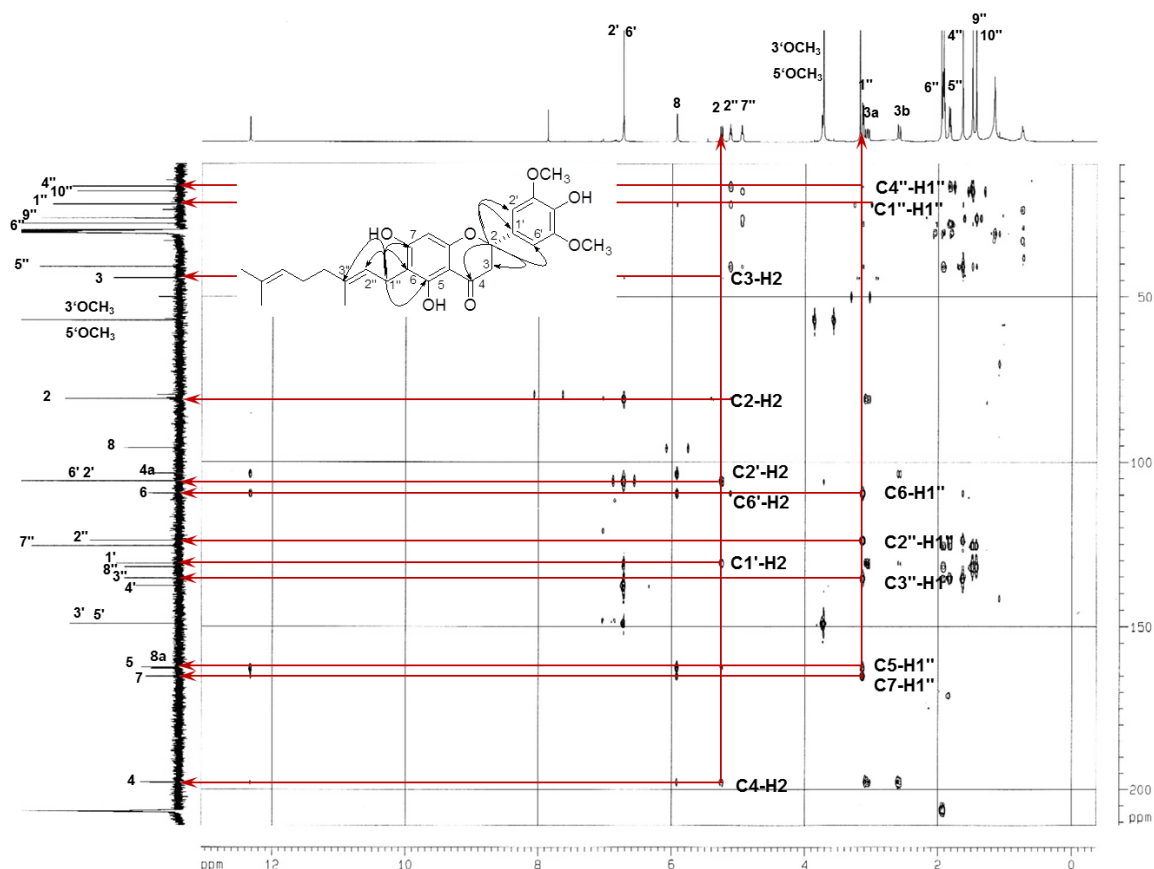 9''
2' 6'
4''
10''
3'OCH3
5'OCH3
1''
6''
5''
8
2
2''
7''
3a
3b
4''
10''
1''
9''
6''
5''
3
3'OCH3
5'OCH3
2
8
4a
6' 2'
6
2''
7''
1'
8''
3''
4'
3' 5'
8a
5
7
4
OCH3
2'
OH
HO
7
O
2
1'
6'
OCH3
3''
2''
1''
6
5
3
4
OH
O
C4''-H1''
C1''-H1''
C3-H2
C2-H2
C2'-H2
C6-H1''
C6'-H2
C2''-H1''
C1'-H2
C3''-H1''
C5-H1''
C7-H1''
C4-H2
50
100
150
200
ppm
ppm
12
10
8
6
4
2
0